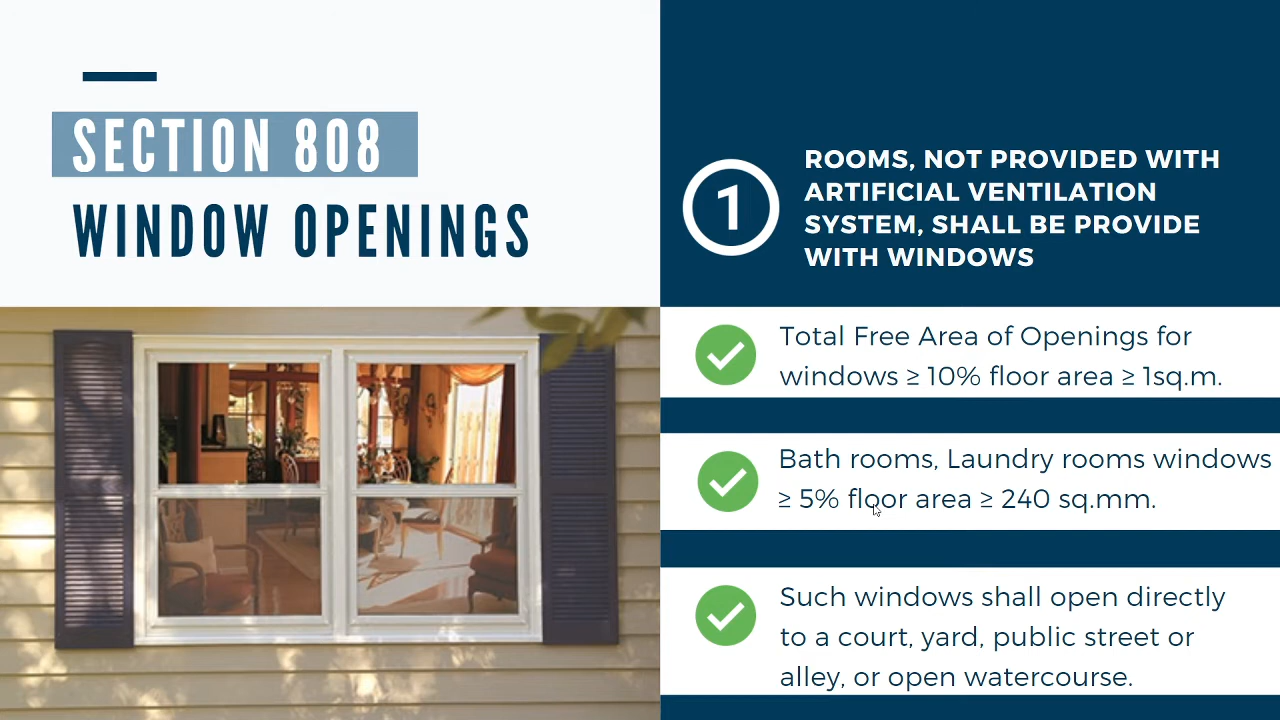 SECTION 808
WINDOW OPENINGS
1
ROOMS, NOT PROVIDED WITH
ARTIFICIAL VENTILATION
SYSTEM, SHALL BE PROVIDE
WITH WINDOWS
Total Free Area of Openings for
windows ≥ 10% floor area ≥ 1sq.m.
Bath rooms, Laundry rooms windows
≥ 5% floor area ≥ 240 sq.mm.
Such windows shall open directly
to a court, yard, public street or
alley, or open watercourse.